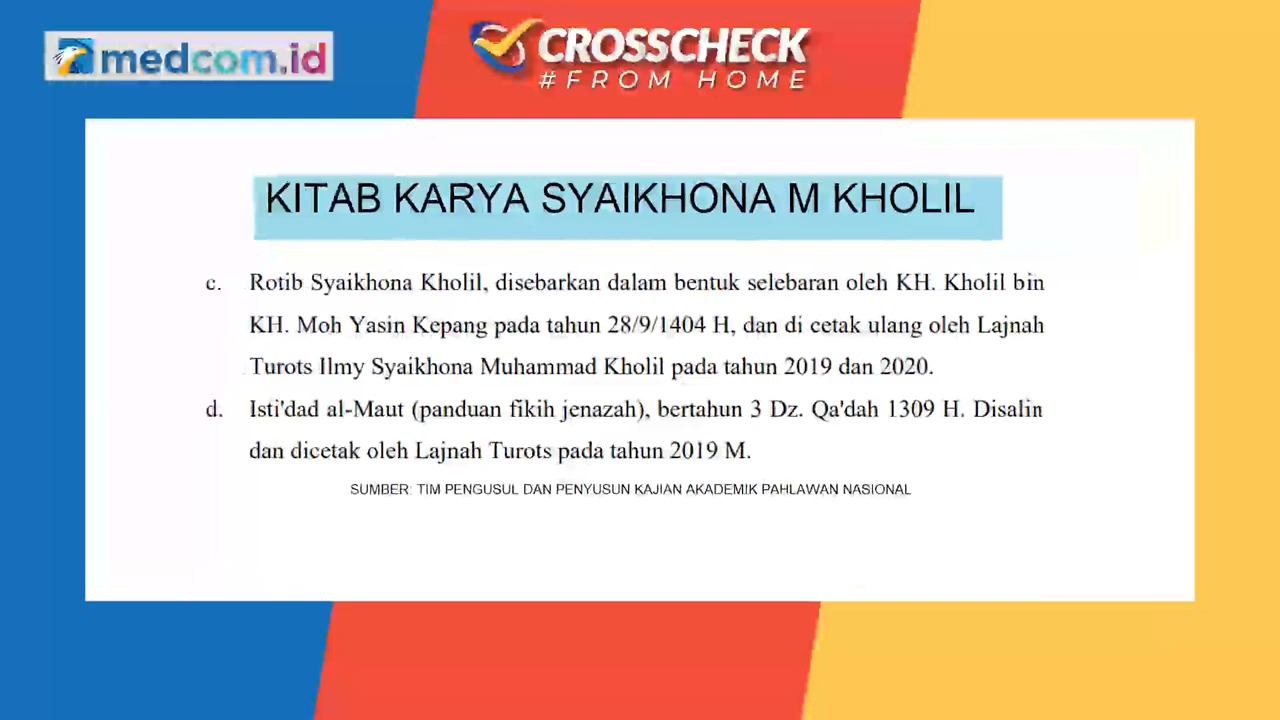 medcom.id
CROSSCHECK
#FROM HOME
KITAB KARYA SYAIKHONA M KHOLIL
c. Rotib Syaikhona Kholil, disebarkan dalam bentuk selebaran oleh KH. Kholil bin
KH. Moh Yasin Kepang pada tahun 28/9/1404 H, dan di cetak ulang oleh Lajnah
Turots Ilmy Syaikhona Muhammad Kholil pada tahun 2019 dan 2020.
d. Isti'dad al-Maut (panduan fikih jenazah), bertahun 3 Dz. Qa'dah 1309 H. Disalin
dan dicetak oleh Lajnah Turots pada tahun 2019 M.
SUMBER: TIM PENGUSUL DAN PENYUSUN KAJIAN AKADEMIK PAHLAWAN NASIONAL